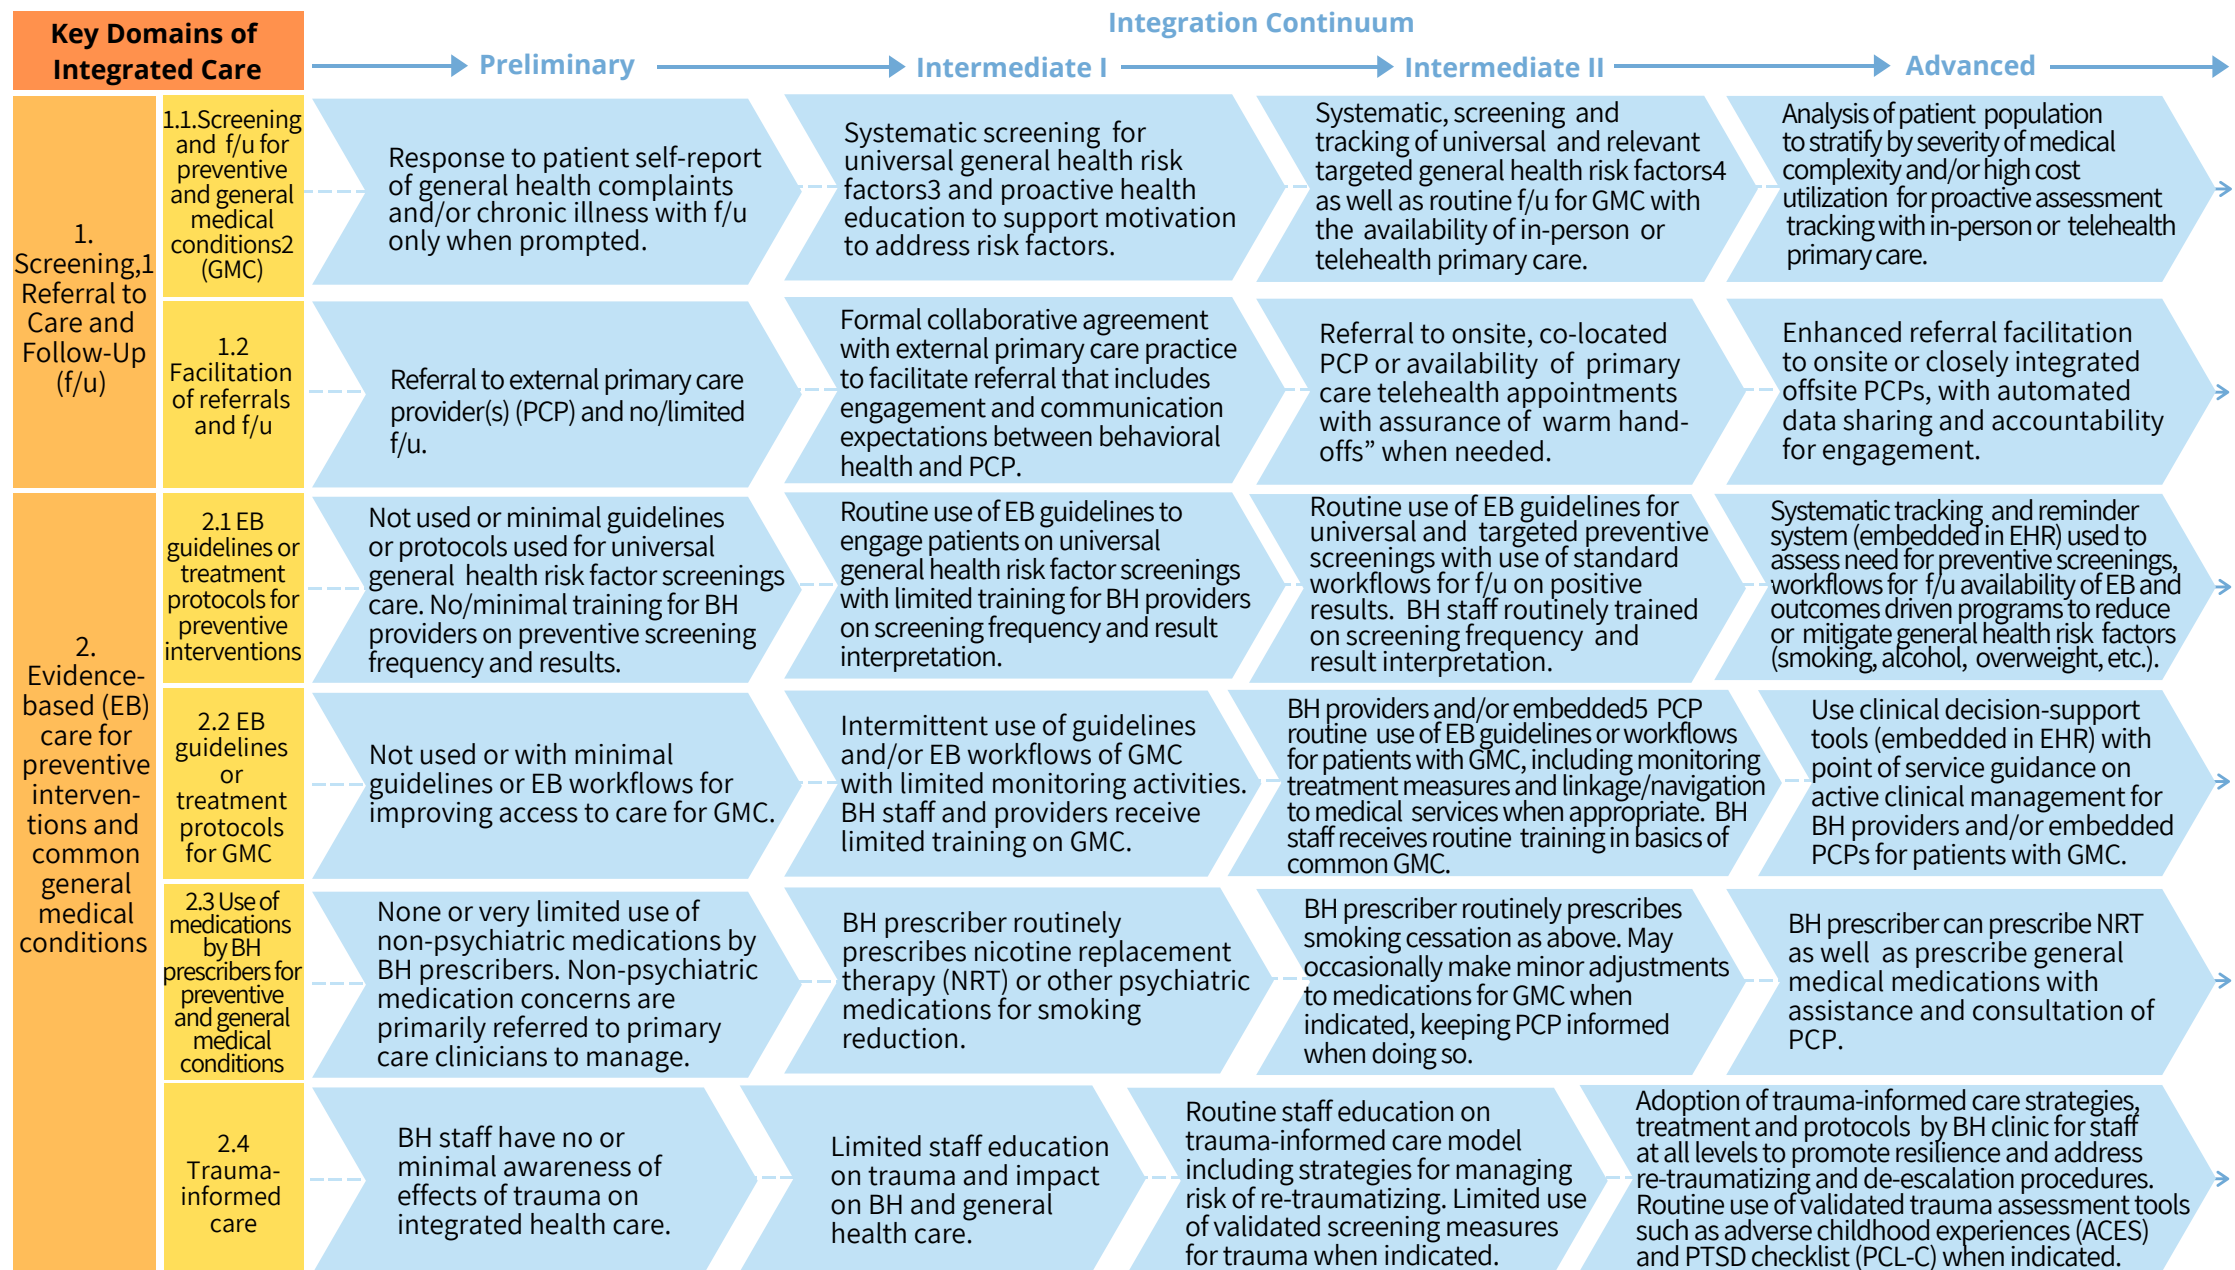 Key Domains of
Integrated Care
Integration Continuum
Preliminary
Intermediate I
Intermediate II
Advanced
1.
Screening,1
Referral to
Care and
Follow-Up
(f/u)
1.1.Screening
and f/u for
preventive
and general
medical
conditions2
(GMC)
Response to patient self-report
of general health complaints
and/or chronic illness with f/u
only when prompted.
Systematic screening for
universal general health risk
factors3 and proactive health
education to support motivation
to address risk factors.
Systematic, screening and
tracking of universal and relevant
targeted general health risk factors4
as well as routine f/u for GMC with
the availability of in-person or
telehealth primary care.
Analysis of patient population
to stratify by severity of medical
complexity and/or high cost
utilization for proactive assessment
tracking with in-person or telehealth
primary care.
1.2
Facilitation
of referrals
and f/u
Referral to external primary care
provider(s) (PCP) and no/limited
f/u.
Formal collaborative agreement
with external primary care practice
to facilitate referral that includes
engagement and communication
expectations between behavioral
health and PCP.
Referral to onsite, co-located
PCP or availability of primary
care telehealth appointments
with assurance of warm hand-
offs” when needed.
Enhanced referral facilitation
to onsite or closely integrated
offsite PCPs, with automated
data sharing and accountability
for engagement.
2.
Evidence-
based (EB)
care for
preventive
interven-
tions and
common
general
medical
conditions
2.1 EB
guidelines or
treatment
protocols for
preventive
interventions
Not used or minimal guidelines
or protocols used for universal
general health risk factor screenings
care. No/minimal training for BH
providers on preventive screening
frequency and results.
Routine use of EB guidelines to
engage patients on universal
general health risk factor screenings
with limited training for BH providers
on screening frequency and result
interpretation.
Routine use of EB guidelines for
universal and targeted preventive
screenings with use of standard
workflows for f/u on positive
results. BH staff routinely trained
on screening frequency and
result interpretation.
Systematic tracking and reminder
system (embedded in EHR) used to
assess need for preventive screenings,
workflows for f/u availability of EB and
outcomes driven programs to reduce
or mitigate general health risk factors
(smoking, alcohol, overweight, etc.).
2.2 EB
guidelines
or
treatment
protocols
for GMC
Not used or with minimal
guidelines or EB workflows for
improving access to care for GMC.
Intermittent use of guidelines
and/or EB workflows of GMC
with limited monitoring activities.
BH staff and providers receive
limited training on GMC.
BH providers and/or embedded5 PCP
routine use of EB guidelines or workflows
for patients with GMC, including monitoring
treatment measures and linkage/navigation
to medical services when appropriate. BH
staff receives routine training in basics of
common GMC.
Use clinical decision-support
tools (embedded in EHR) with
point of service guidance on
active clinical management for
BH providers and/or embedded
PCPs for patients with GMC.
2.3 Use of
medications
by BH
prescribers for
preventive
and general
medical
conditions
None or very limited use of
non-psychiatric medications by
BH prescribers. Non-psychiatric
medication concerns are
primarily referred to primary
care clinicians to manage.
BH prescriber routinely
prescribes nicotine replacement
therapy (NRT) or other psychiatric
medications for smoking
reduction.
BH prescriber routinely prescribes
smoking cessation as above. May
occasionally make minor adjustments
to medications for GMC when
indicated, keeping PCP informed
when doing so.
BH prescriber can prescribe NRT
as well as prescribe general
medical medications with
assistance and consultation of
PCP.
2.4
Trauma-
informed
care
BH staff have no or
minimal awareness of
effects of trauma on
integrated health care.
Limited staff education
on trauma and impact
on BH and general
health care.
Routine staff education on
trauma-informed care model
including strategies for managing
risk of re-traumatizing. Limited use
of validated screening measures
for trauma when indicated.
Adoption of trauma-informed care strategies,
treatment and protocols by BH clinic for staff
at all levels to promote resilience and address
re-traumatizing and de-escalation procedures.
Routine use of validated trauma assessment tools
such as adverse childhood experiences (ACES)
and PTSD checklist (PCL-C) when indicated.